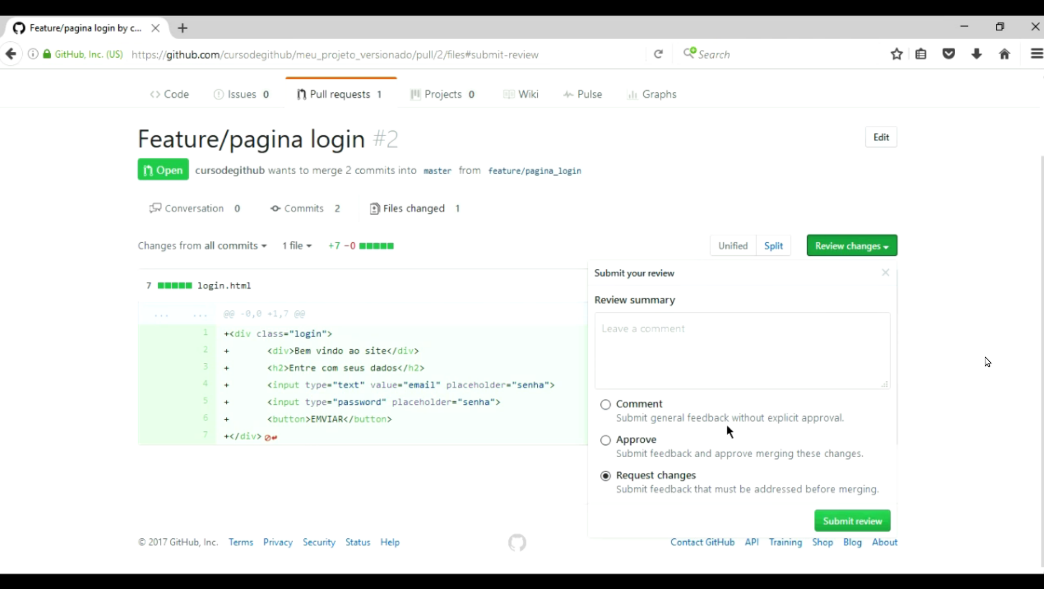 Feature/pagina login by c...
GitHub, Inc. (US) https://github.com/cursodegithub/meu_projeto_versionado/pull/2/files#submit-review Search
Code Issues 0 Pull requests 1 Projects 0 Wiki Pulse Graphs
Feature/pagina login #2 Edit
Open cursodegithub wants to merge 2 commits into master from feature/pagina_login
Conversation 0 Commits 2 Files changed 1
Changes from all commits 1 file +7 −0 Unified Split Review changes
7 login.html
... ... @@ -0,0 +1,7 @@
1 +<div class="login">
2 + <div>Bem vindo ao site</div>
3 + <h2>Entre com seus dados</h2>
4 + <input type="text" value="email" placeholder="senha">
5 + <input type="password" placeholder="senha">
6 + <button>EMVIAR</button>
7 +</div>
Submit your review
Review summary
Leave a comment
Comment
Submit general feedback without explicit approval.
Approve
Submit feedback and approve merging these changes.
Request changes
Submit feedback that must be addressed before merging.
Submit review
© 2017 GitHub, Inc. Terms Privacy Security Status Help Contact GitHub API Training Shop Blog About